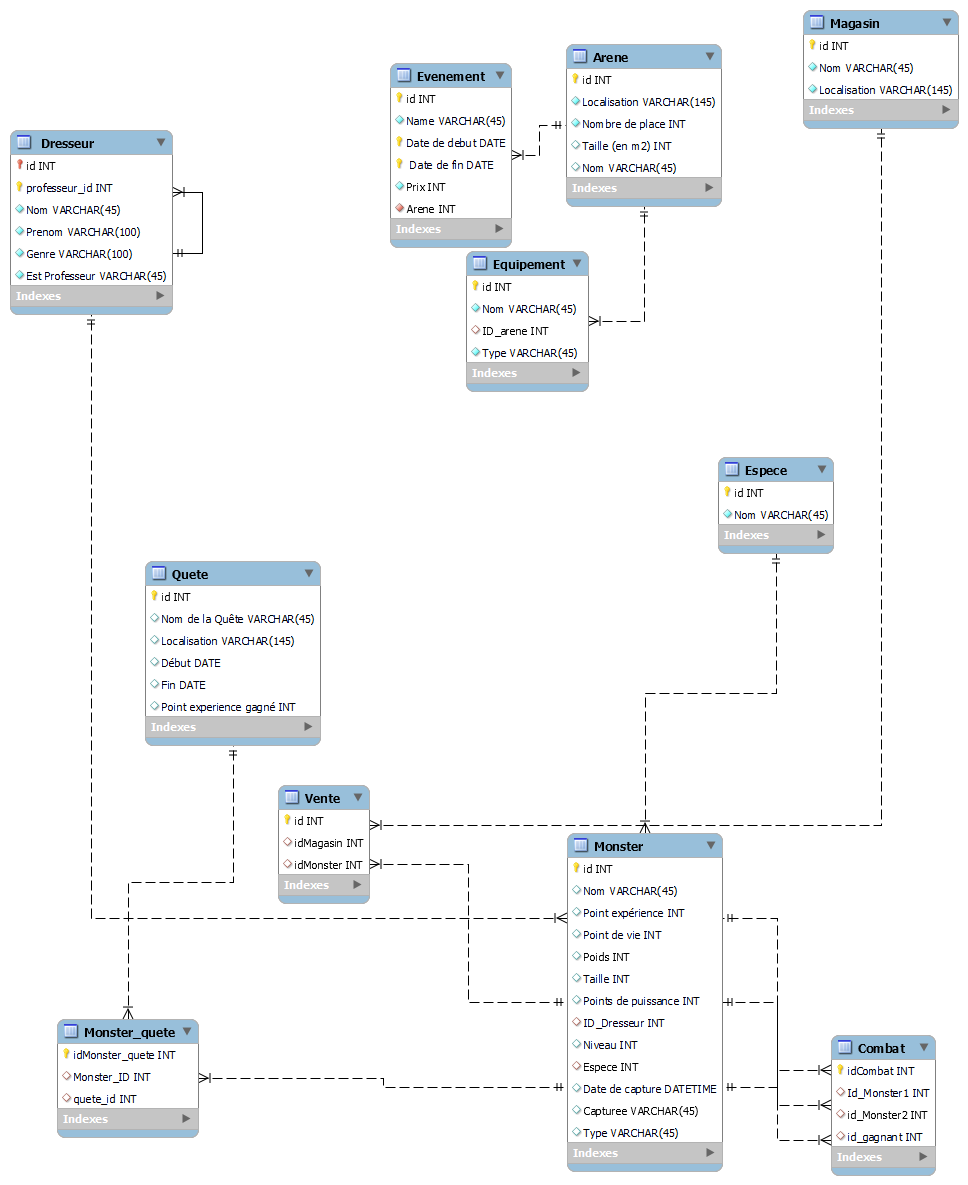 Magasin
id INT
Nom VARCHAR(45)
Localisation VARCHAR(145)
Indexes
Arene
id INT
Localisation VARCHAR(145)
Nombre de place INT
Taille (en m2) INT
Nom VARCHAR(45)
Indexes
Evenement
id INT
Name VARCHAR(45)
Date de debut DATE
Date de fin DATE
Prix INT
Arene INT
Indexes
Dresseur
id INT
professeur_id INT
Nom VARCHAR(45)
Prenom VARCHAR(100)
Genre VARCHAR(100)
Est Professeur VARCHAR(45)
Indexes
Equipement
id INT
Nom VARCHAR(45)
ID_arene INT
Type VARCHAR(45)
Indexes
Espece
id INT
Nom VARCHAR(45)
Indexes
Quete
id INT
Nom de la Quête VARCHAR(45)
Localisation VARCHAR(145)
Début DATE
Fin DATE
Point experience gagné INT
Indexes
Vente
id INT
idMagasin INT
idMonster INT
Indexes
Monster
id INT
Nom VARCHAR(45)
Point expérience INT
Point de vie INT
Poids INT
Taille INT
Points de puissance INT
ID_Dresseur INT
Niveau INT
Espece INT
Date de capture DATETIME
Capturee VARCHAR(45)
Type VARCHAR(45)
Indexes
Monster_quete
idMonster_quete INT
Monster_ID INT
quete_id INT
Indexes
Combat
idCombat INT
Id_Monster1 INT
id_Monster2 INT
id_gagnant INT
Indexes